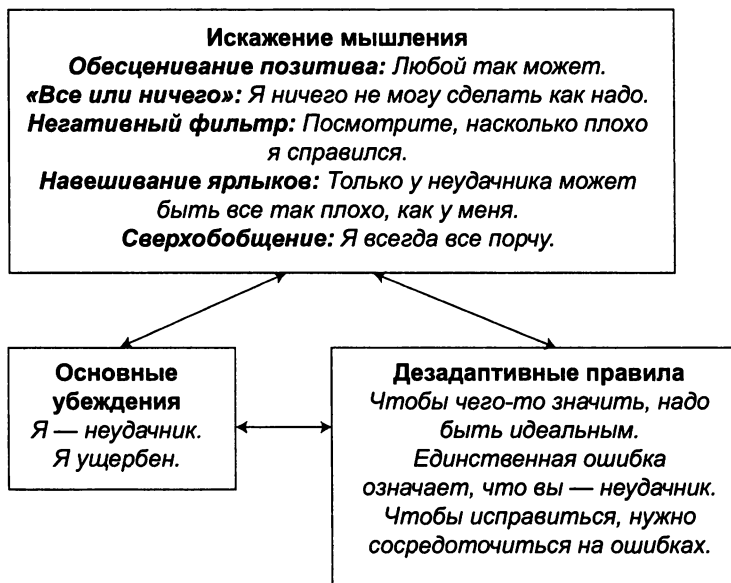 Искажение мышления
Обесценивание позитива: Любой так может.
«Все или ничего»: Я ничего не могу сделать как надо.
Негативный фильтр: Посмотрите, насколько плохо
я справился.
Навешивание ярлыков: Только у неудачника может
быть все так плохо, как у меня.
Сверхобобщение: Я всегда все порчу.
Основные
убеждения
Я — неудачник.
Я ущербен.
Дезадаптивные правила
Чтобы чего-то значить, надо
быть идеальным.
Единственная ошибка
означает, что вы — неудачник.
Чтобы исправиться, нужно
сосредоточиться на ошибках.